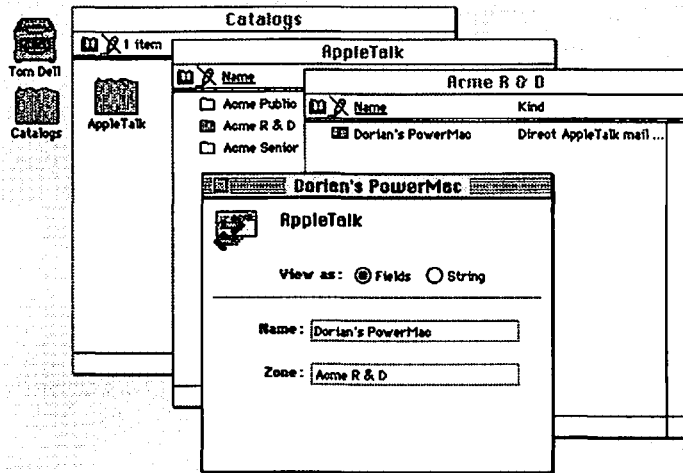 Catalogs
1 item
AppleTalk
Name
AppleTalk
Acme Public
Acme R & D
Acme Senior
Acme R & D
Name Kind
Dorian's PowerMac Direct AppleTalk mail ...
Tom Dell
Catalogs
Dorian's PowerMac
AppleTalk
View as: Fields String
Name: Dorian's PowerMac
Zone: Acme R & D